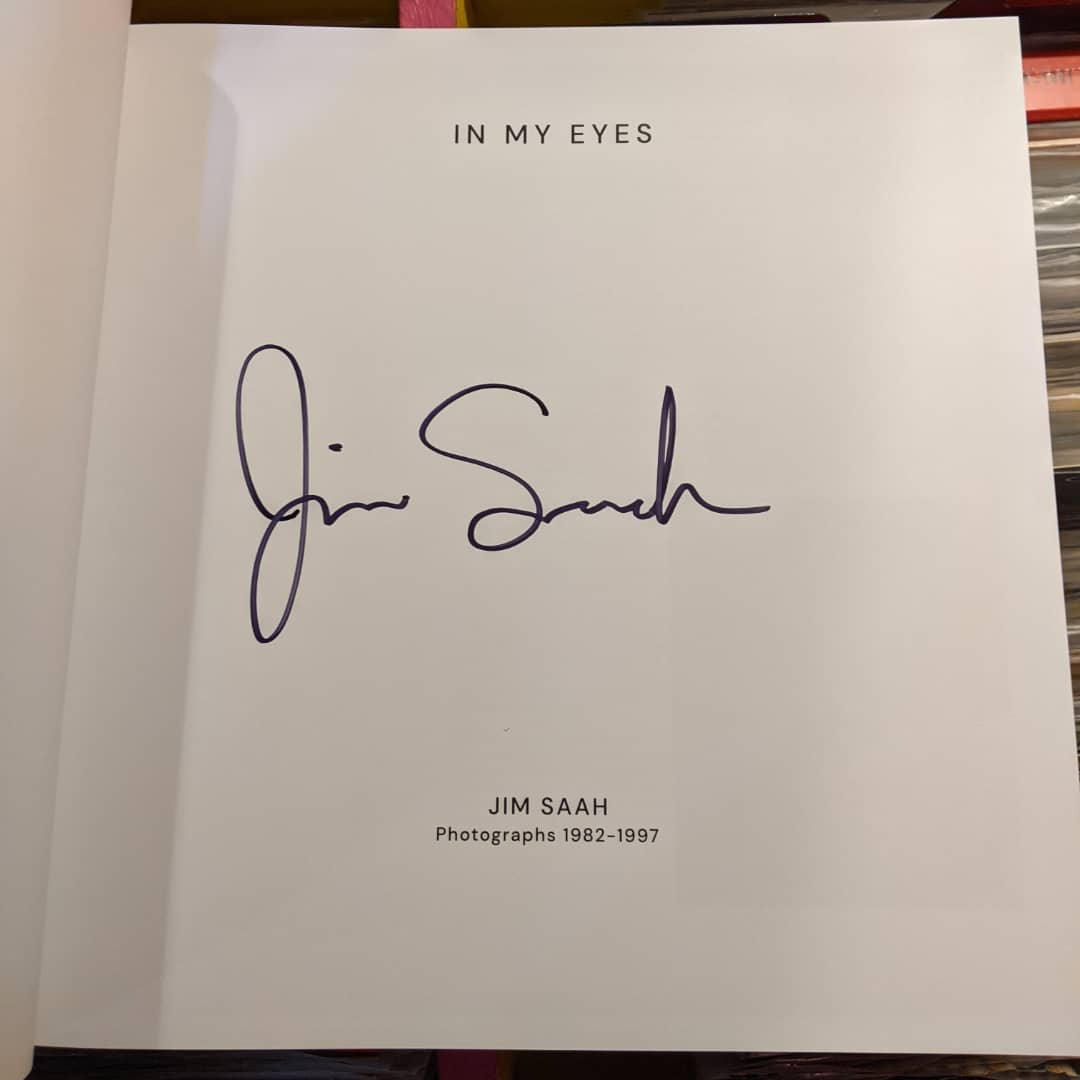 IN MY EYES
Jim Saah
JIM SAAH
Photographs 1982–1997